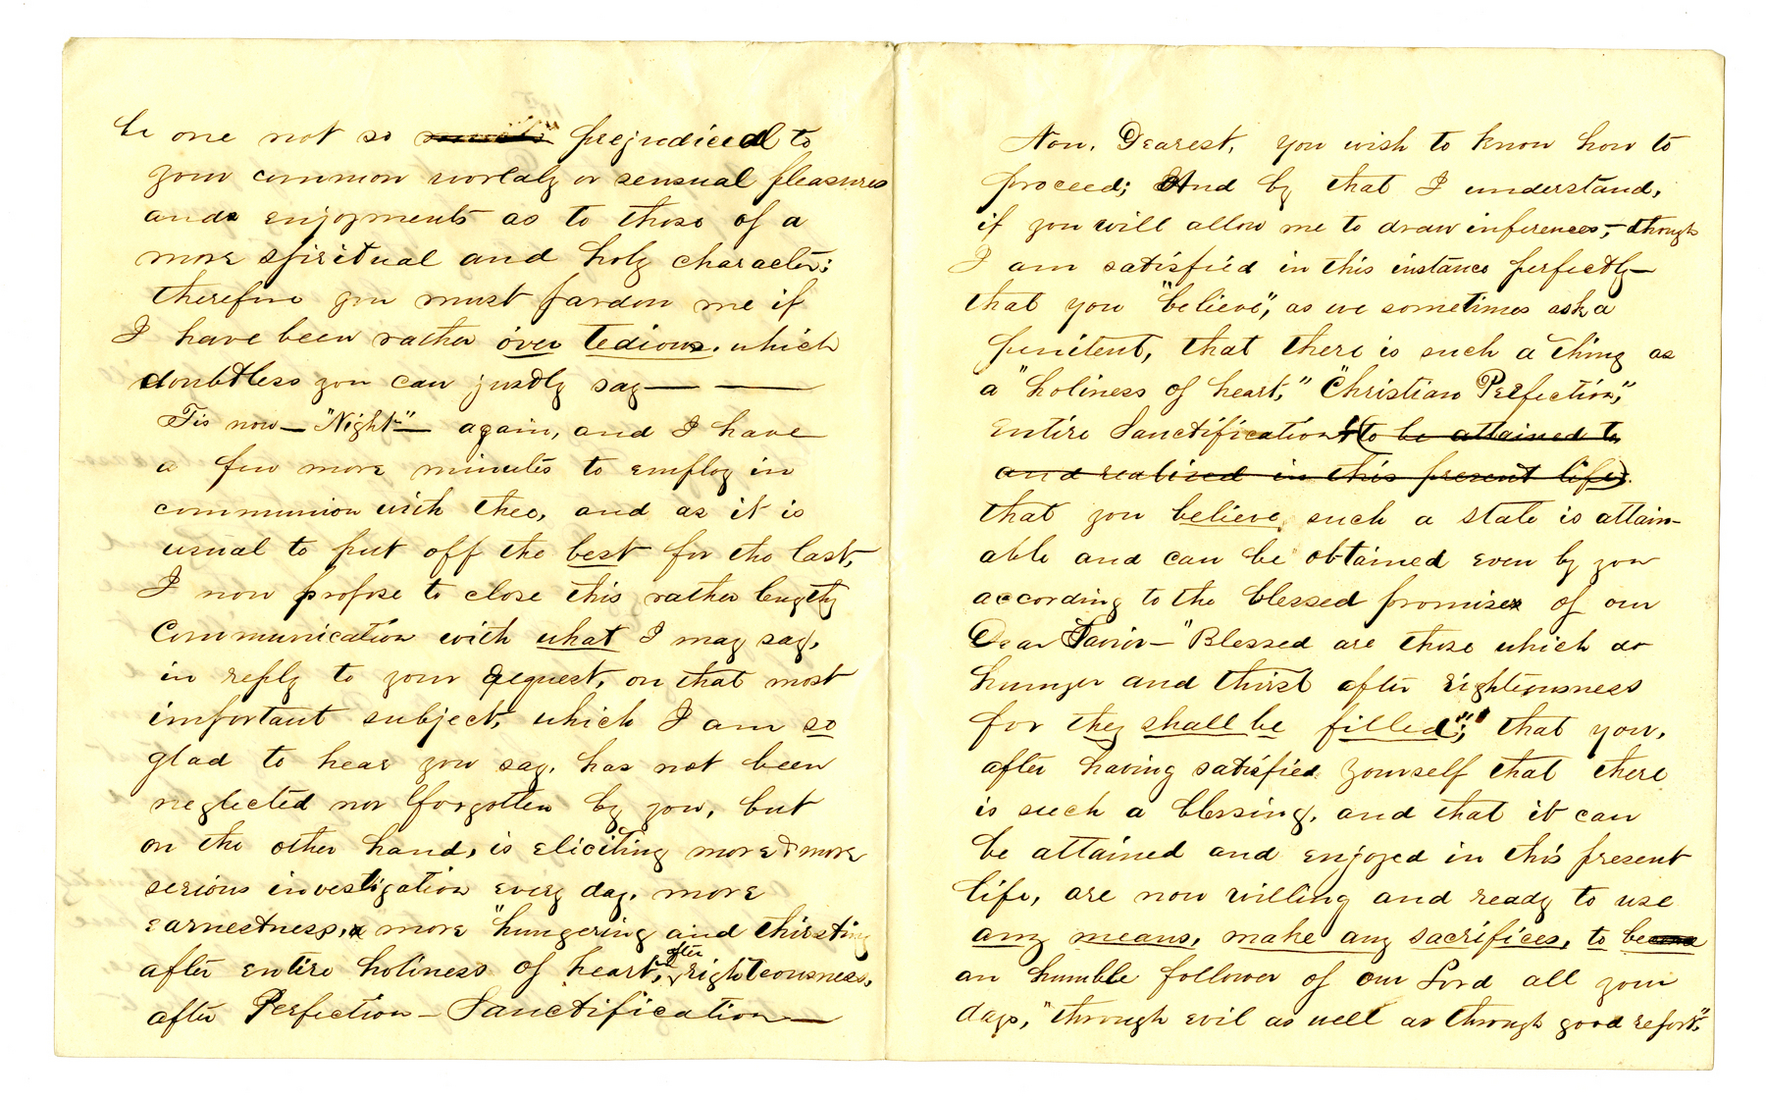 be one not so much prejudiced to
your common worldly or sensual pleasures
and enjoyments as to those of a
more spiritual and holy character;
therefore you must pardon me if
I have been rather over tedious, which
doubtless you can justly say — —
Tis now — "Night" — again, and I have
a few more minutes to employ in
communion with thee, and as it is
usual to put off the best for the last,
I now propose to close this rather lengthy
Communication with what I may say,
in reply to your request, on that most
important subject, which I am so
glad to hear you say, has not been
neglected nor forgotten by you, but
on the other hand, is eliciting more & more
serious investigation every day, more
earnestness, more "hungering and thirsting
after entire holiness of heart, after righteousness,
after Perfection — Sanctification —
Now, Dearest, you wish to know how to
proceed; And by that I understand,
if you will allow me to draw inferences, — though
I am satisfied in this instance perfectly —
that you "believe", as we sometimes ask a
penitent, that there is such a thing as
a "holiness of heart," "Christian Perfection,"
entire Sanctification (to be attained to
and realized in this present life).
that you believe such a state is attain-
able and can be obtained even by you
according to the blessed promise of our
Dear Savior — "Blessed are those which do
hunger and thirst after righteousness
for they shall be filled"; that you,
after having satisfied yourself that there
is such a blessing, and that it can
be attained and enjoyed in this present
life, are now willing and ready to use
any means, make any sacrifices, to be
an humble follower of our Lord all your
days, "through evil as well as through good report,"